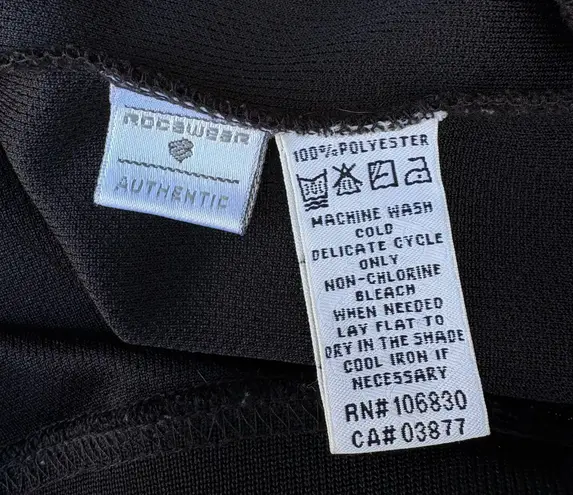 ROCAWEAR
AUTHENTIC
100% POLYESTER
MACHINE WASH
COLD
DELICATE CYCLE
ONLY
NON-CHLORINE
BLEACH
WHEN NEEDED
LAY FLAT TO
DRY IN THE SHADE
COOL IRON IF
NECESSARY
RN# 106830
CA# 03877